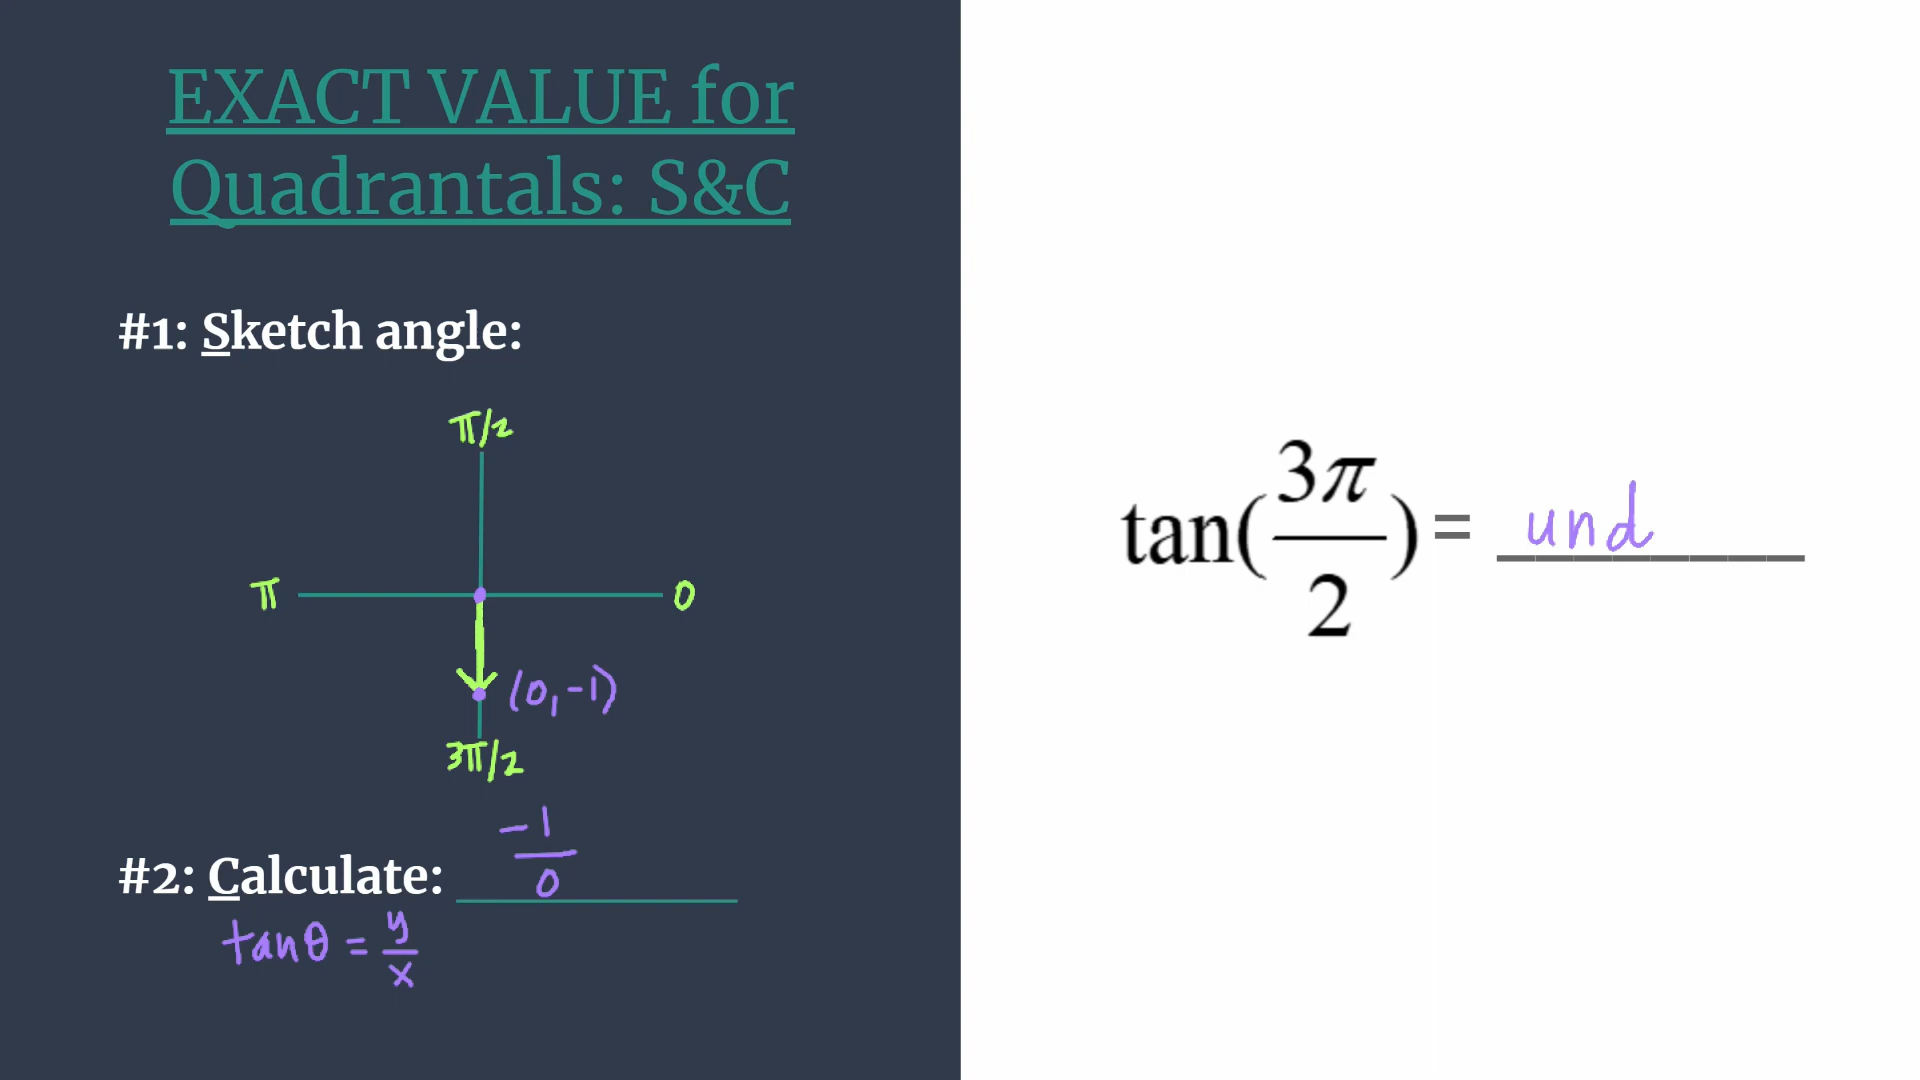 EXACT VALUE for
Quadrantals: S&C
#1: Sketch angle:
π/2
π
0
(0,-1)
3π/2
#2: Calculate: -1/0
tanθ = y/x
tan(3π/2) = und